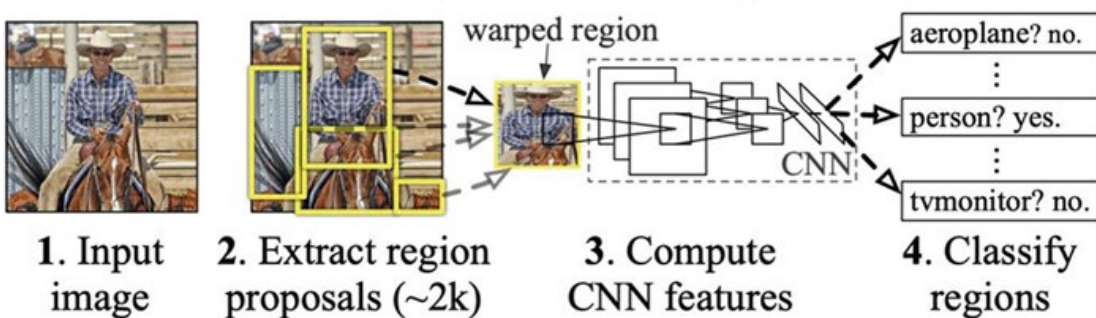 warped region
aeroplane? no.
person? yes.
CNN
tvmonitor? no.
1. Input
image
2. Extract region
proposals (~2k)
3. Compute
CNN features
4. Classify
regions